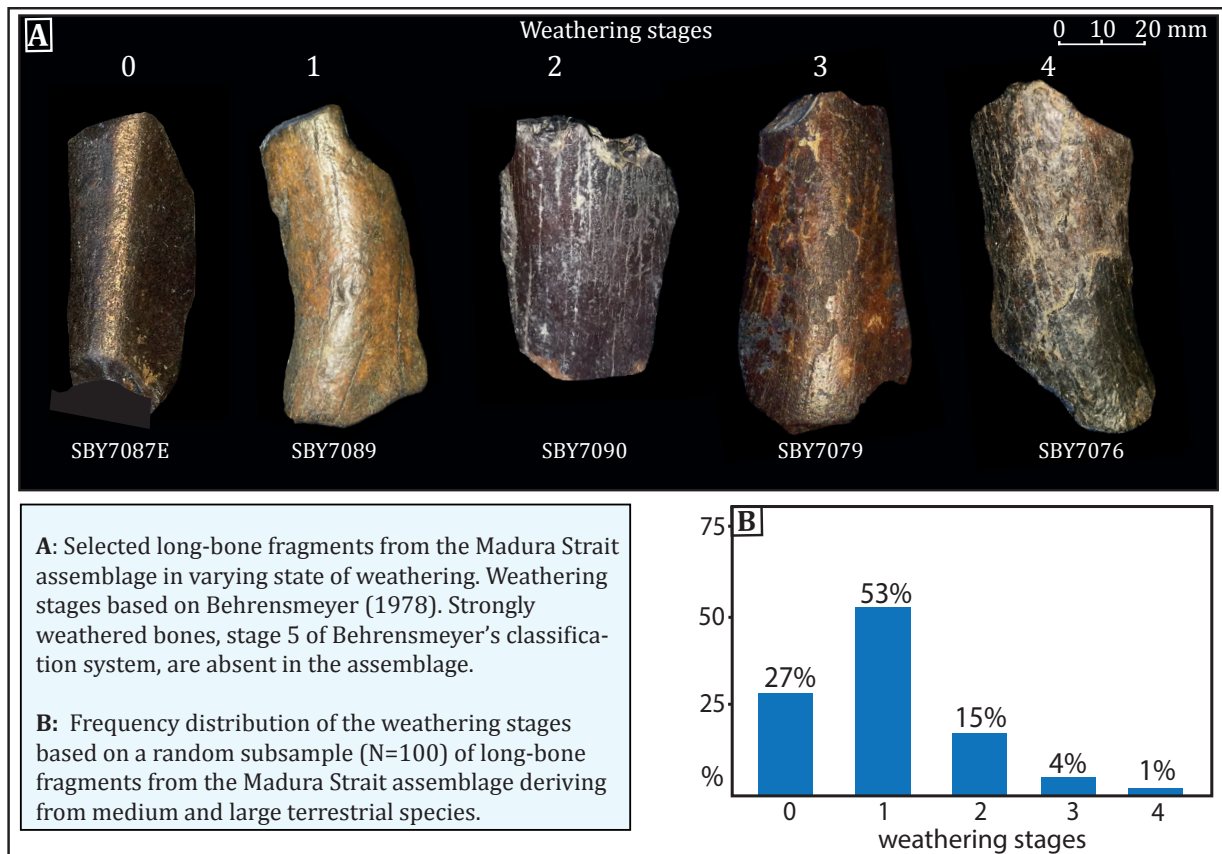 A
Weathering stages
0 10 20 mm
0 1 2 3 4
SBY7087E SBY7089 SBY7090 SBY7079 SBY7076
A: Selected long-bone fragments from the Madura Strait
assemblage in varying state of weathering. Weathering
stages based on Behrensmeyer (1978). Strongly
weathered bones, stage 5 of Behrensmeyer's classifica-
tion system, are absent in the assemblage.
B: Frequency distribution of the weathering stages
based on a random subsample (N=100) of long-bone
fragments from the Madura Strait assemblage deriving
from medium and large terrestrial species.
B
75
50
25
%
27% 53% 15% 4% 1%
0 1 2 3 4
weathering stages